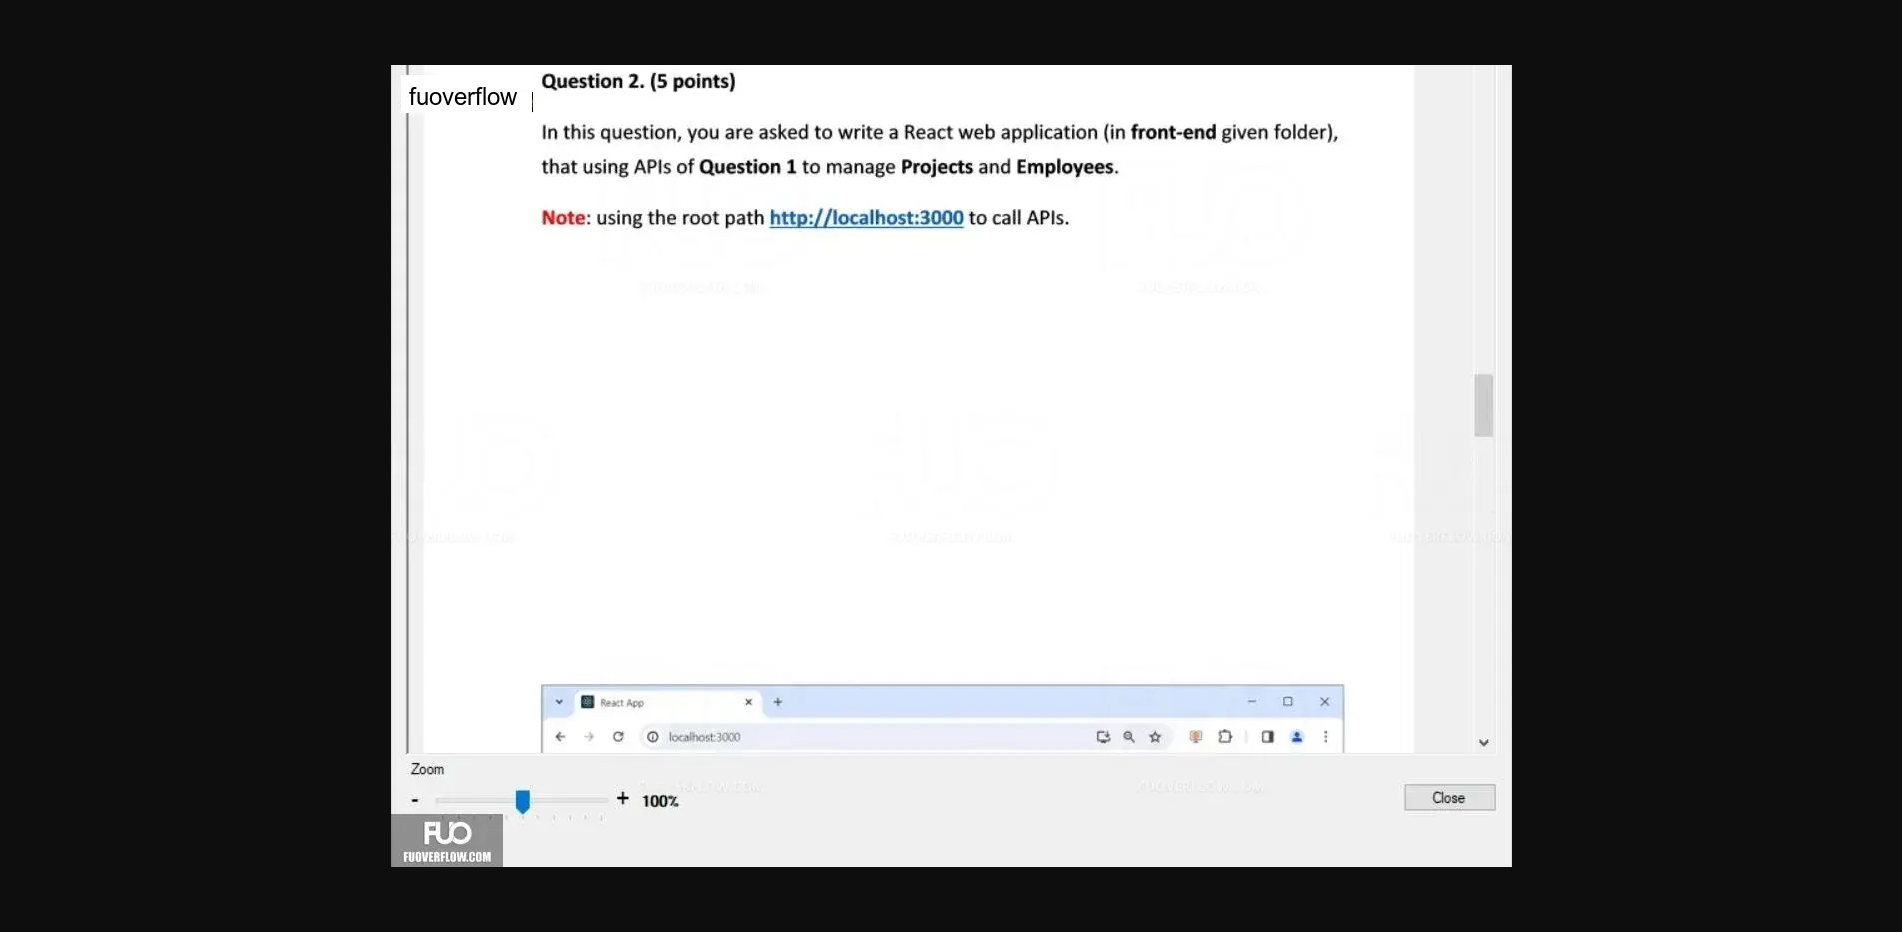 Question 2. (5 points)
fuoverflow
In this question, you are asked to write a React web application (in front-end given folder),
that using APIs of Question 1 to manage Projects and Employees.
Note: using the root path http://localhost:3000 to call APIs.
React App
localhost:3000
Zoom
- + 100%
Close
FUO
FUOVERFLOW.COM